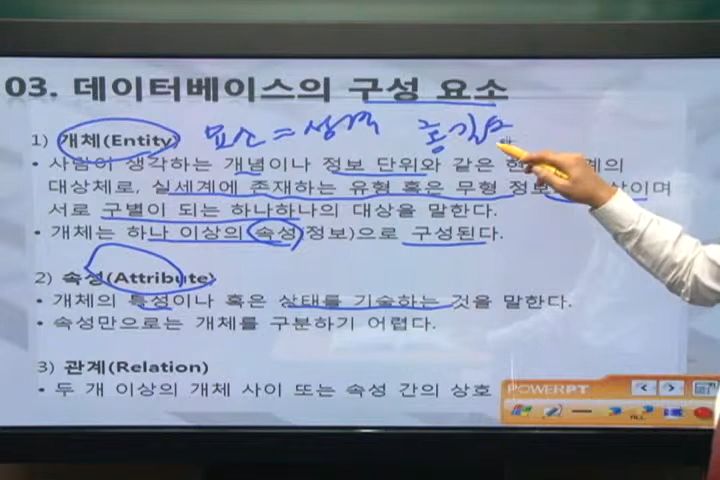 03. 데이터베이스의 구성 요소
요소 = 성격 홍길동
1) 개체(Entity)
• 사람이 생각하는 개념이나 정보 단위와 같은 현 계의
대상체로, 실세계에 존재하는 유형 혹은 무형 정보 상이며
서로 구별이 되는 하나하나의 대상을 말한다.
• 개체는 하나 이상의 속성(정보)으로 구성된다.
2) 속성(Attribute)
• 개체의 특성이나 혹은 상태를 기술하는 것을 말한다.
• 속성만으로는 개체를 구분하기 어렵다.
3) 관계(Relation)
• 두 개 이상의 개체 사이 또는 속성 간의 상호
POWERPT
ALL